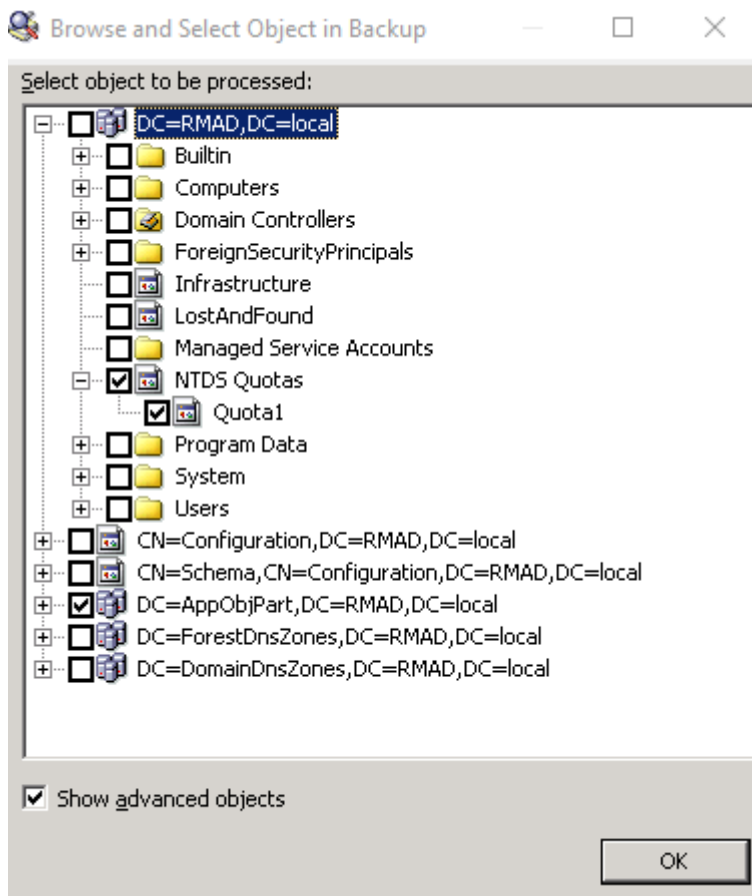 Browse and Select Object in Backup
Select object to be processed:
DC=RMAD,DC=local
Builtin
Computers
Domain Controllers
ForeignSecurityPrincipals
Infrastructure
LostAndFound
Managed Service Accounts
NTDS Quotas
Quota1
Program Data
System
Users
CN=Configuration,DC=RMAD,DC=local
CN=Schema,CN=Configuration,DC=RMAD,DC=local
DC=AppObjPart,DC=RMAD,DC=local
DC=ForestDnsZones,DC=RMAD,DC=local
DC=DomainDnsZones,DC=RMAD,DC=local
Show advanced objects
OK